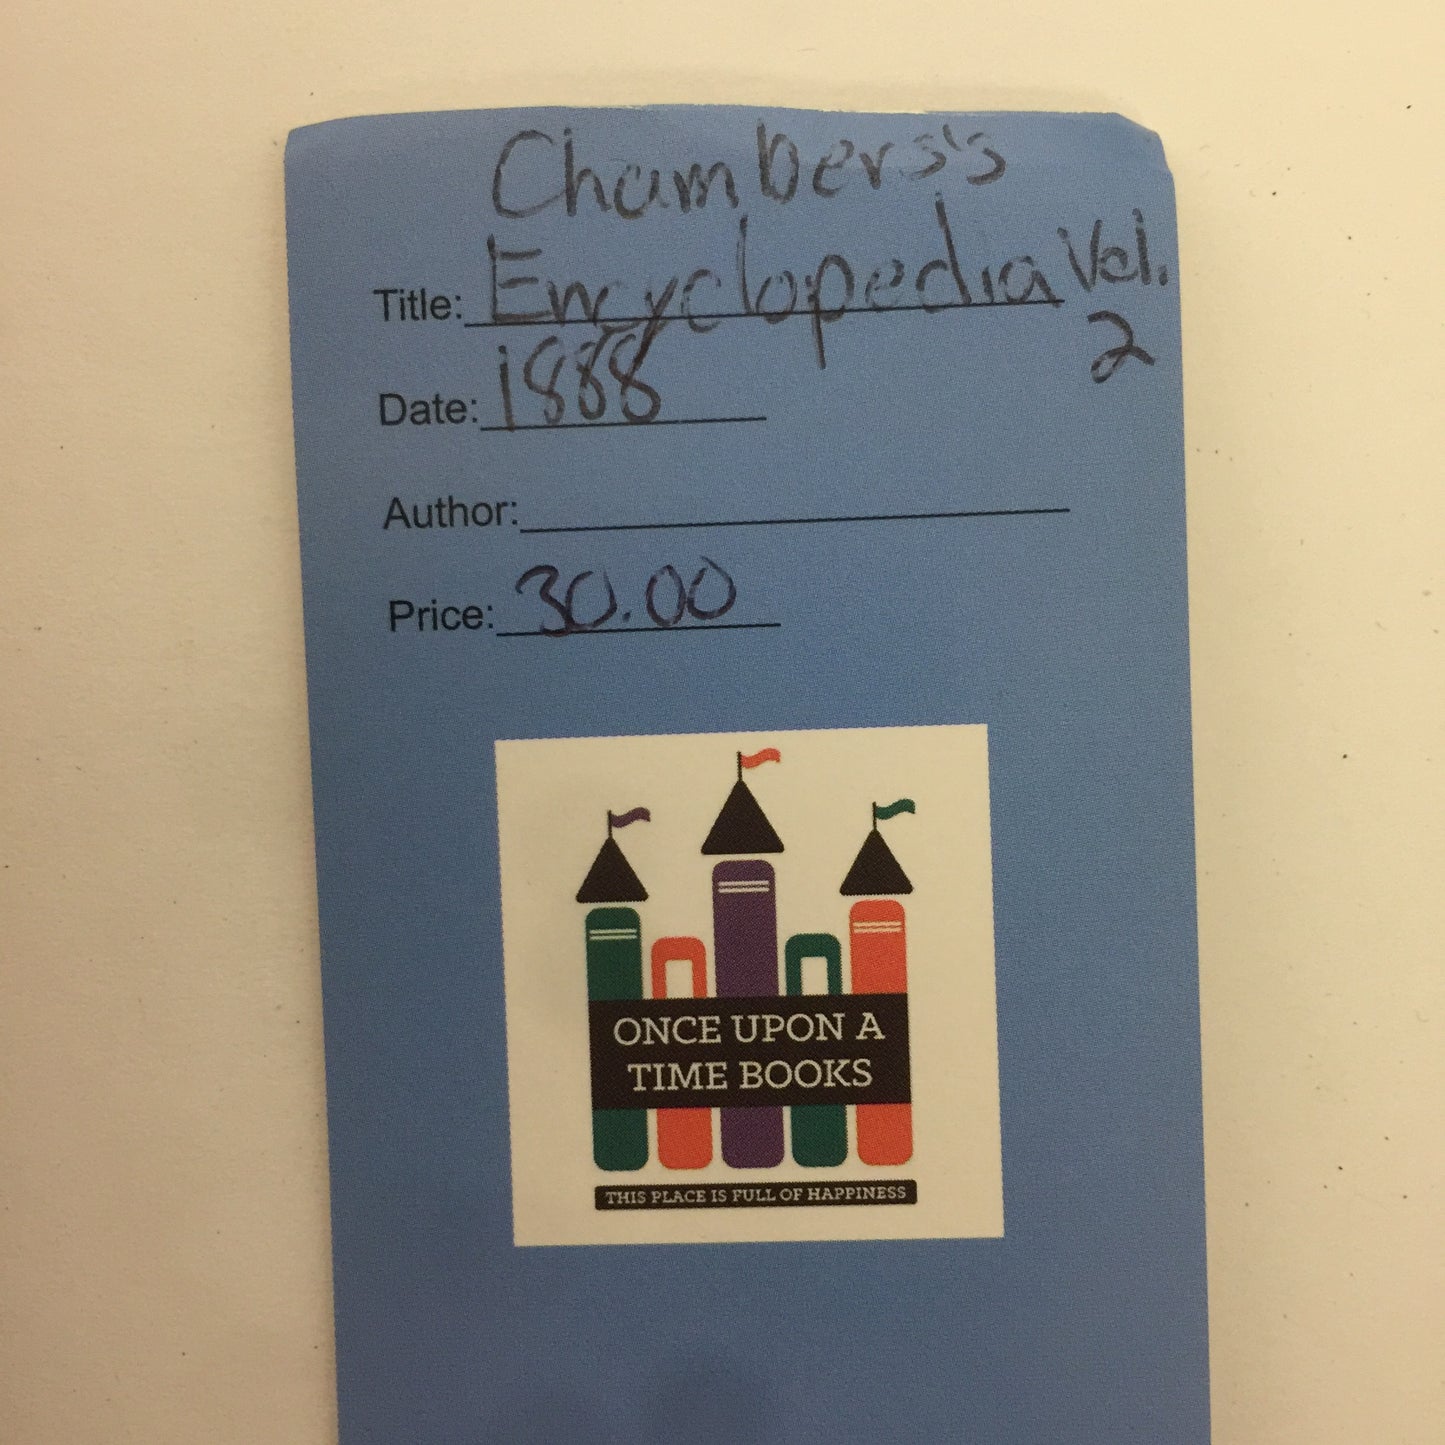 Chambers's
Title: Encyclopedia Vol.
2
Date: 1888
Author:
Price: 30.00
ONCE UPON A
TIME BOOKS
THIS PLACE IS FULL OF HAPPINESS